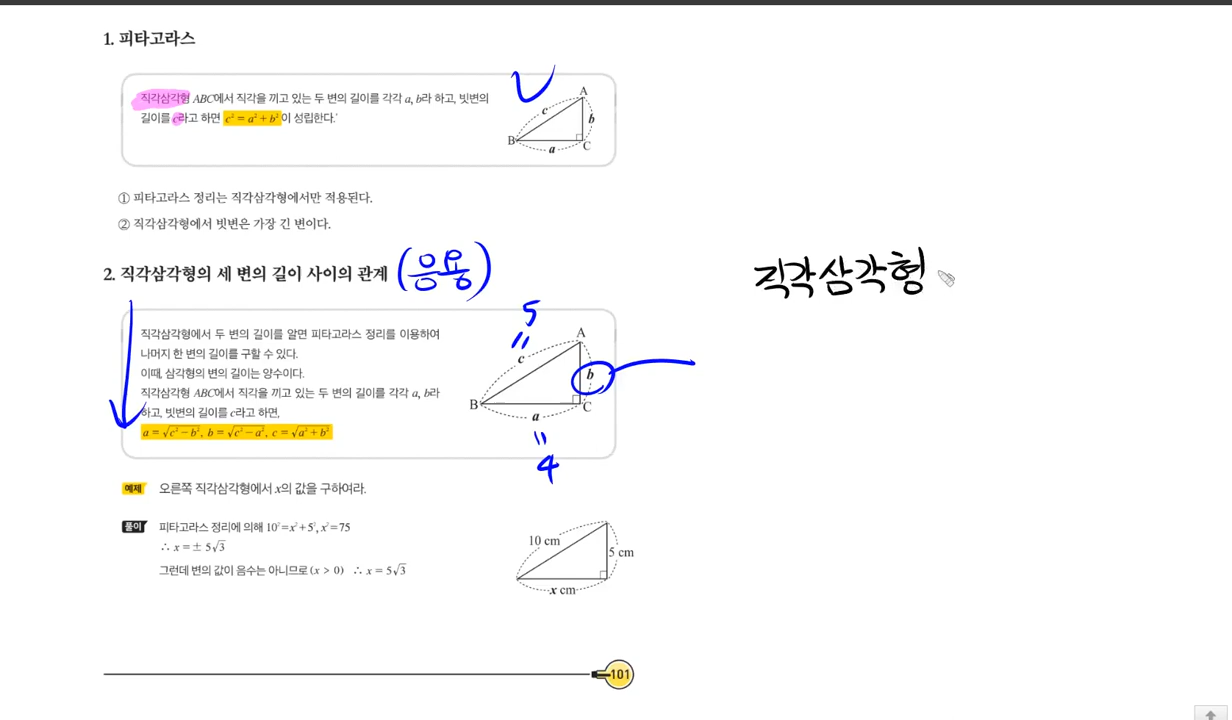 1. 피타고라스
직각삼각형 ABC에서 직각을 끼고 있는 두 변의 길이를 각각 a, b라 하고, 빗변의
길이를 c라고 하면 c² = a² + b²이 성립한다.
A
c
b
B
a
C
① 피타고라스 정리는 직각삼각형에서만 적용된다.
② 직각삼각형에서 빗변은 가장 긴 변이다.
2. 직각삼각형의 세 변의 길이 사이의 관계 (응용)
직각삼각형
직각삼각형에서 두 변의 길이를 알면 피타고라스 정리를 이용하여
나머지 한 변의 길이를 구할 수 있다.
이때, 삼각형의 변의 길이는 양수이다.
직각삼각형 ABC에서 직각을 끼고 있는 두 변의 길이를 각각 a, b라
하고, 빗변의 길이를 c라고 하면,
a = √c² − b², b = √c² − a², c = √a² + b²
5
=
A
c
b
B
C
a
=
4
예제 오른쪽 직각삼각형에서 x의 값을 구하여라.
풀이 피타고라스 정리에 의해 10² = x² + 5², x² = 75
∴ x = ± 5√3
그런데 변의 값이 음수는 아니므로 (x > 0) ∴ x = 5√3
10 cm
5 cm
x cm
101